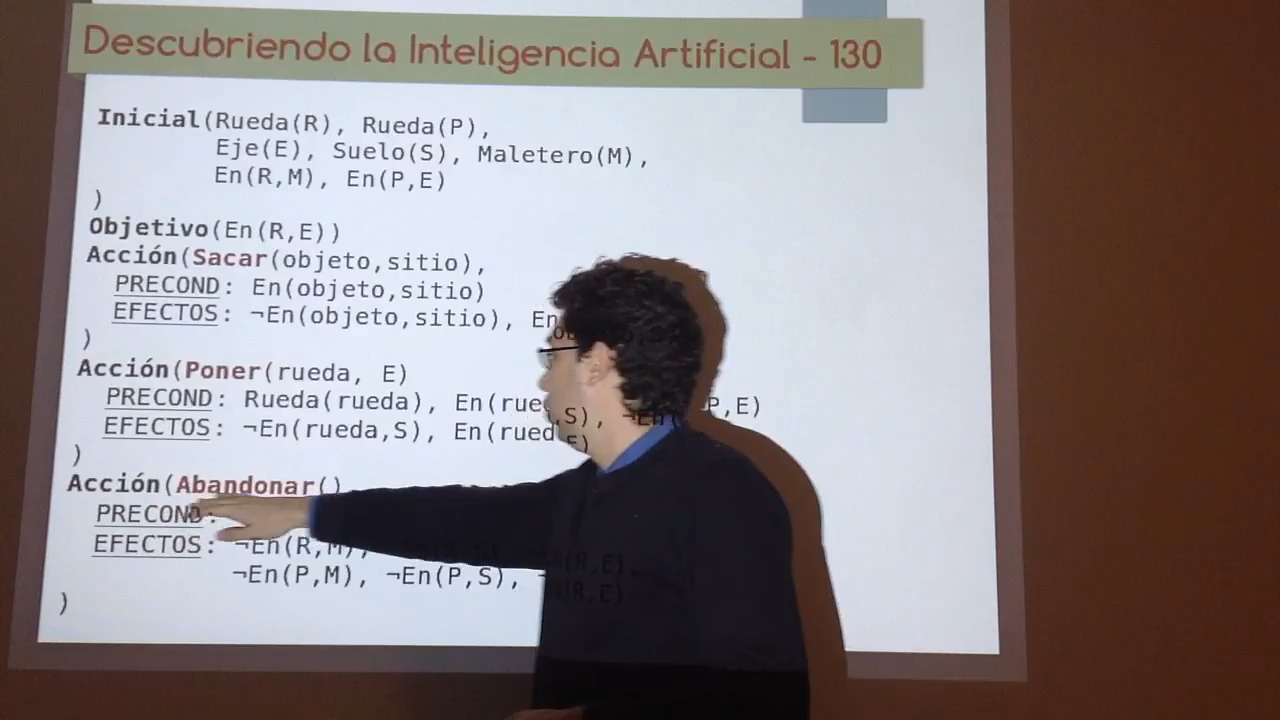 Descubriendo la Inteligencia Artificial - 130
Inicial(Rueda(R), Rueda(P),
Eje(E), Suelo(S), Maletero(M),
En(R,M), En(P,E)
)
Objetivo(En(R,E))
Acción(Sacar(objeto,sitio),
PRECOND: En(objeto,sitio)
EFECTOS: ¬En(objeto,sitio), En
)
Acción(Poner(rueda, E)
PRECOND: Rueda(rueda), En(rue ,S), ¬En( P,E)
EFECTOS: ¬En(rueda,S), En(rued E)
)
Acción(Abandonar()
PRECOND:
EFECTOS: ¬En(R,M), (R,E),
¬En(P,M), ¬En(P,S), (R,E)
)